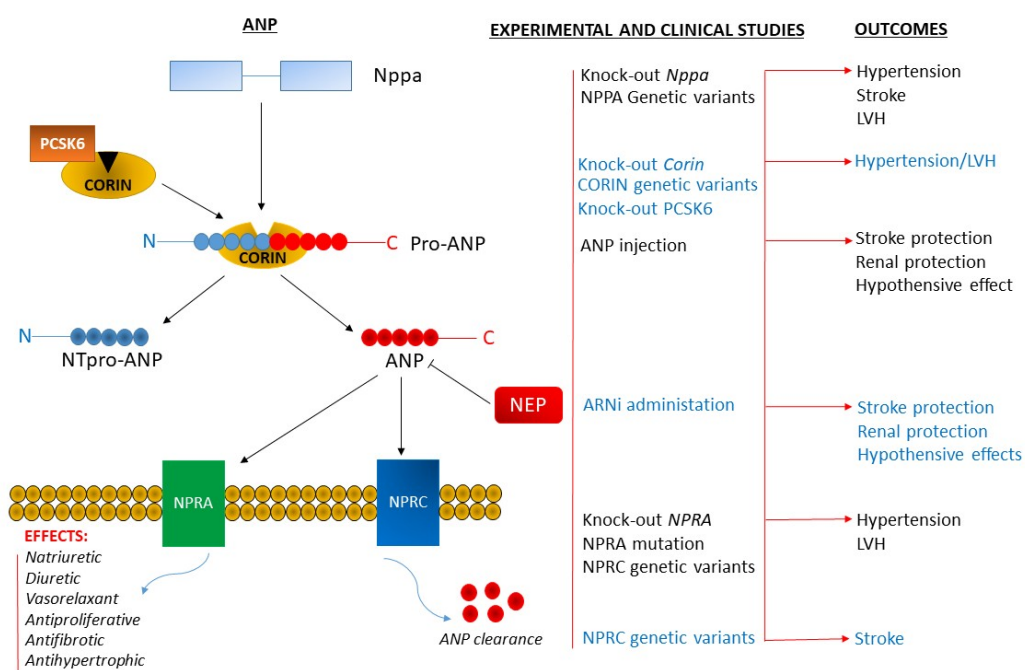 ANP
Nppa
PCSK6
CORIN
N
C
Pro-ANP
CORIN
N
NTpro-ANP
C
ANP
NEP
NPRA
NPRC
EFFECTS:
Natriuretic
Diuretic
Vasorelaxant
Antiproliferative
Antifibrotic
Antihypertrophic
ANP clearance
EXPERIMENTAL AND CLINICAL STUDIES
Knock-out Nppa
NPPA Genetic variants
Knock-out Corin
CORIN genetic variants
Knock-out PCSK6
ANP injection
ARNi administation
Knock-out NPRA
NPRA mutation
NPRC genetic variants
NPRC genetic variants
OUTCOMES
Hypertension
Stroke
LVH
Hypertension/LVH
Stroke protection
Renal protection
Hypothensive effect
Stroke protection
Renal protection
Hypothensive effects
Hypertension
LVH
Stroke